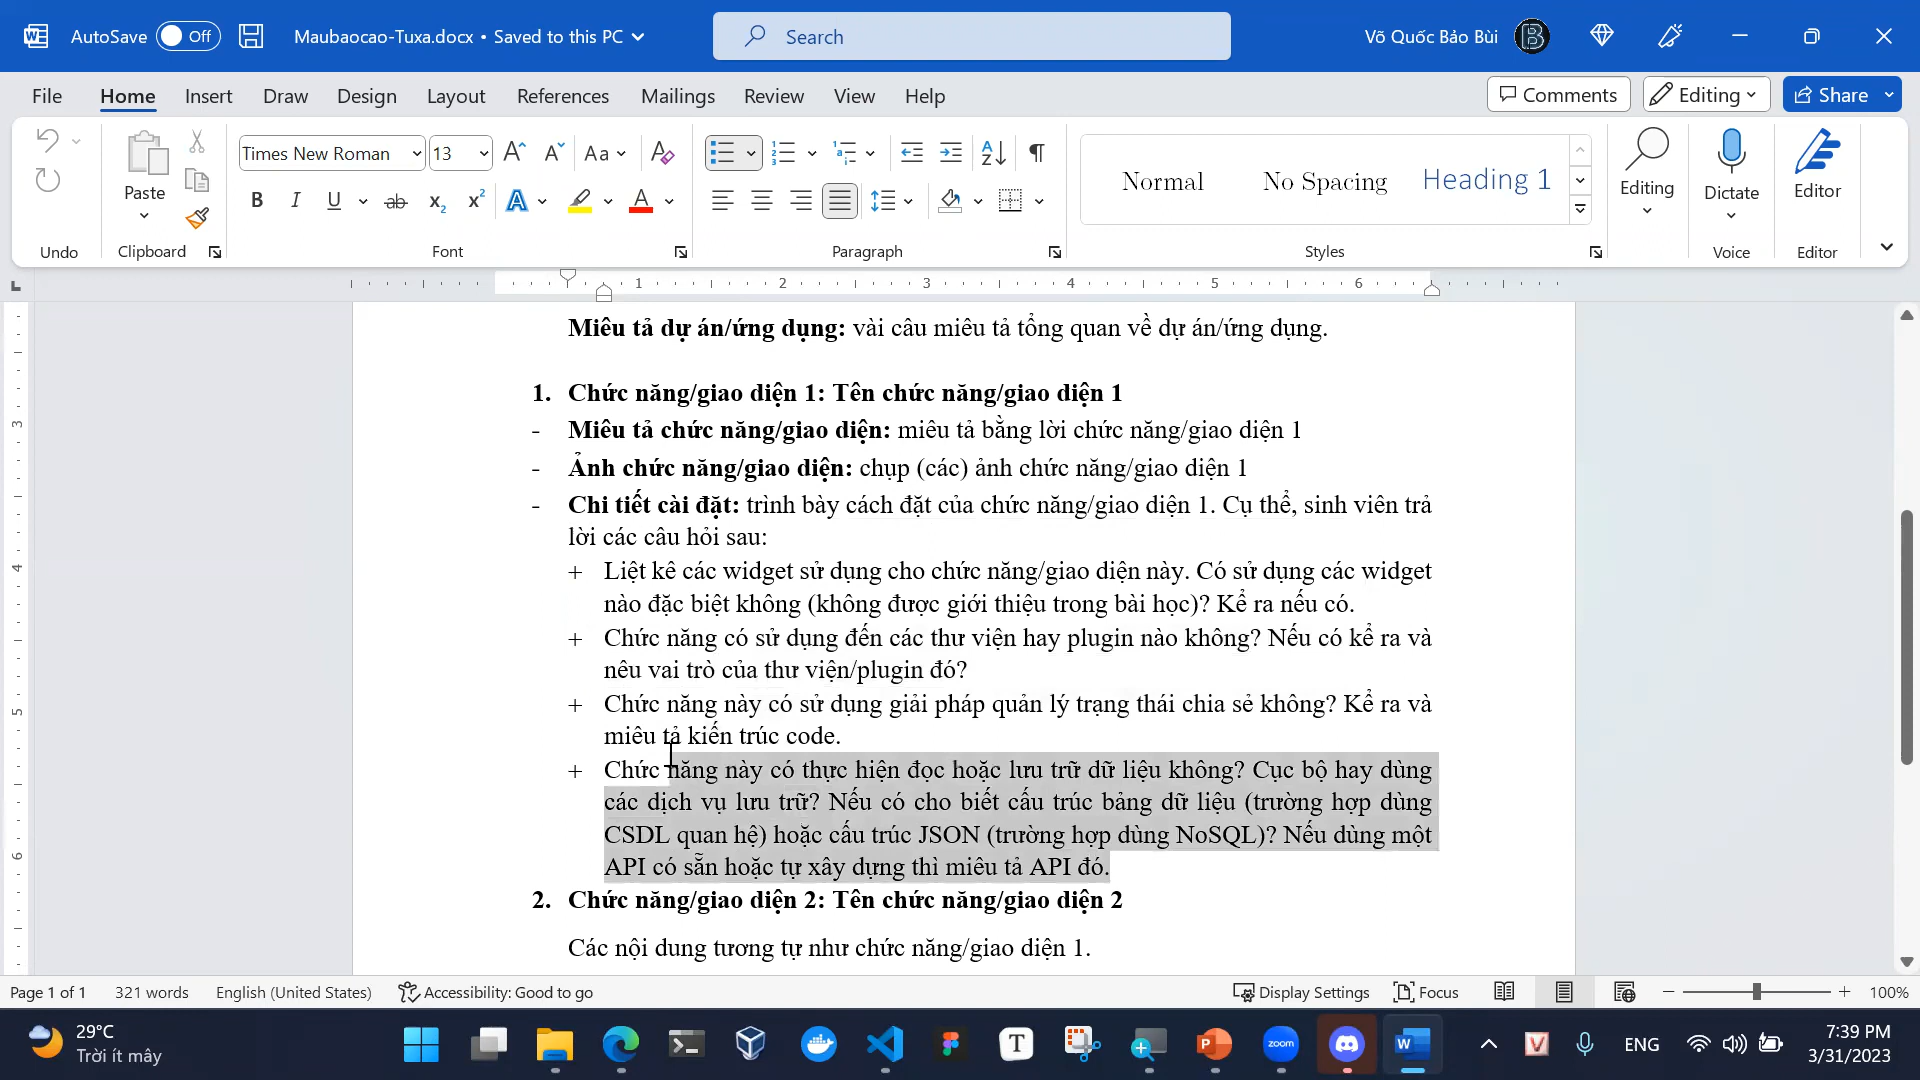 AutoSave Off Maubaocao-Tuxa.docx • Saved to this PC Search Võ Quốc Bảo Bùi B
File Home Insert Draw Design Layout References Mailings Review View Help Comments Editing Share
Paste Times New Roman 13 Aa Normal No Spacing Heading 1 Editing Dictate Editor
Undo Clipboard Font Paragraph Styles Voice Editor
1 2 3 4 5 6
Miêu tả dự án/ứng dụng: vài câu miêu tả tổng quan về dự án/ứng dụng.
1. Chức năng/giao diện 1: Tên chức năng/giao diện 1
- Miêu tả chức năng/giao diện: miêu tả bằng lời chức năng/giao diện 1
- Ảnh chức năng/giao diện: chụp (các) ảnh chức năng/giao diện 1
- Chi tiết cài đặt: trình bày cách đặt của chức năng/giao diện 1. Cụ thể, sinh viên trả
lời các câu hỏi sau:
+ Liệt kê các widget sử dụng cho chức năng/giao diện này. Có sử dụng các widget
nào đặc biệt không (không được giới thiệu trong bài học)? Kể ra nếu có.
+ Chức năng có sử dụng đến các thư viện hay plugin nào không? Nếu có kể ra và
nêu vai trò của thư viện/plugin đó?
+ Chức năng này có sử dụng giải pháp quản lý trạng thái chia sẻ không? Kể ra và
miêu tả kiến trúc code.
+ Chức năng này có thực hiện đọc hoặc lưu trữ dữ liệu không? Cục bộ hay dùng
các dịch vụ lưu trữ? Nếu có cho biết cấu trúc bảng dữ liệu (trường hợp dùng
CSDL quan hệ) hoặc cấu trúc JSON (trường hợp dùng NoSQL)? Nếu dùng một
API có sẵn hoặc tự xây dựng thì miêu tả API đó.
2. Chức năng/giao diện 2: Tên chức năng/giao diện 2
Các nội dung tương tự như chức năng/giao diện 1.
3
4
5
6
Page 1 of 1 321 words English (United States) Accessibility: Good to go Display Settings Focus 100%
29°C
Trời ít mây
zoom
ENG
7:39 PM
3/31/2023